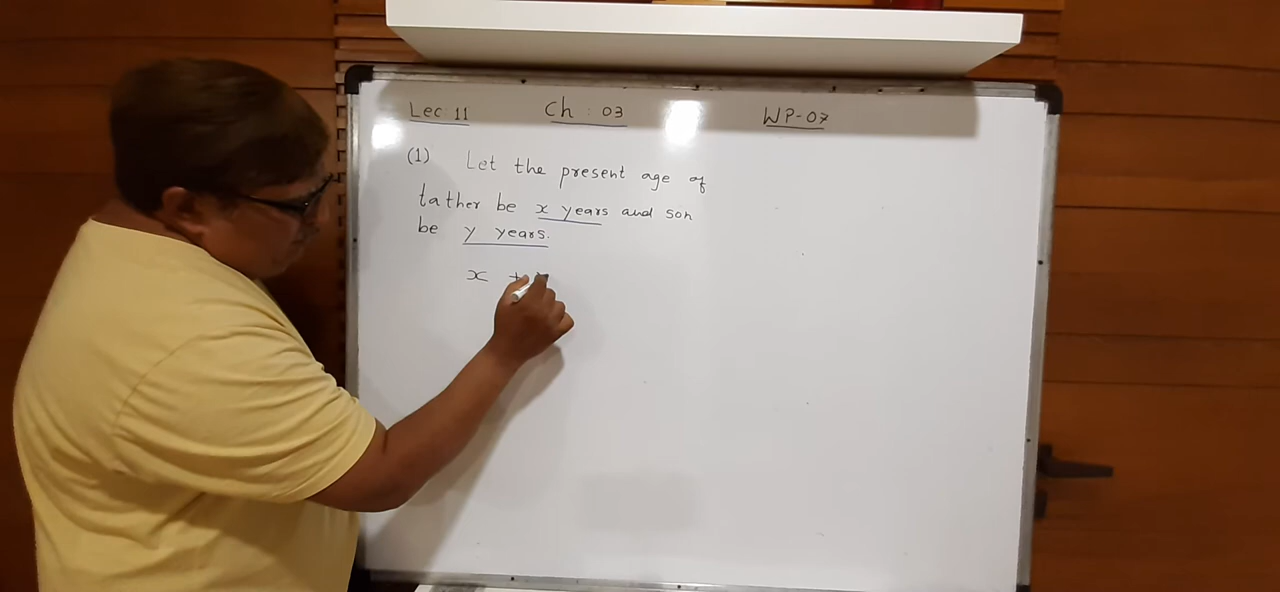 Lec 11 Ch : 03 WP-07
(1) Let the present age of
father be x years and son
be y years.
x +